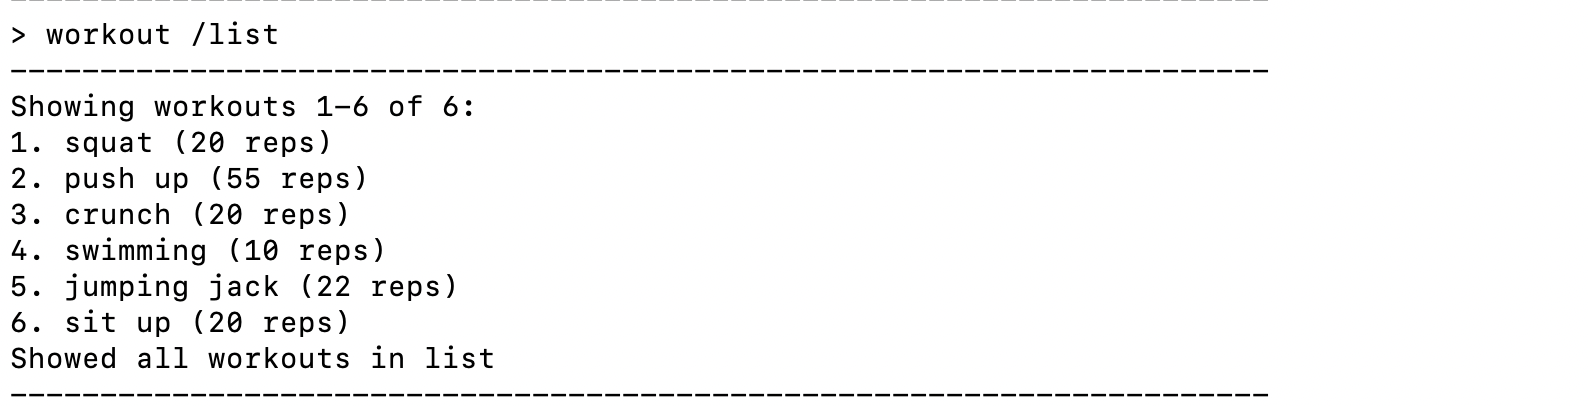 > workout /list
----------------------------------------------------------------------
Showing workouts 1-6 of 6:
1. squat (20 reps)
2. push up (55 reps)
3. crunch (20 reps)
4. swimming (10 reps)
5. jumping jack (22 reps)
6. sit up (20 reps)
Showed all workouts in list
----------------------------------------------------------------------